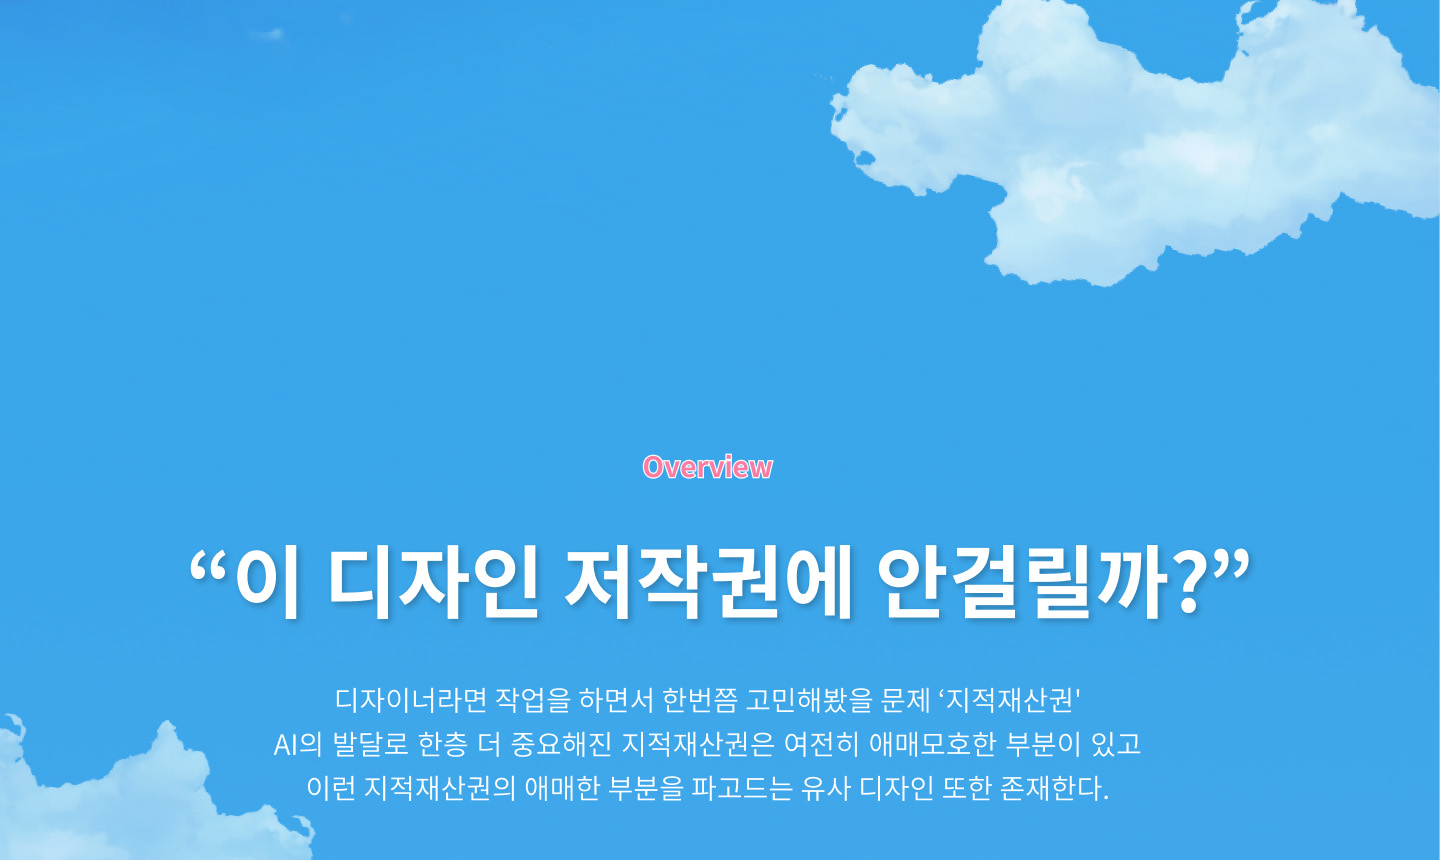 Overview
“이 디자인 저작권에 안걸릴까?”
디자이너라면 작업을 하면서 한번쯤 고민해봤을 문제 ‘지적재산권'
AI의 발달로 한층 더 중요해진 지적재산권은 여전히 애매모호한 부분이 있고
이런 지적재산권의 애매한 부분을 파고드는 유사 디자인 또한 존재한다.